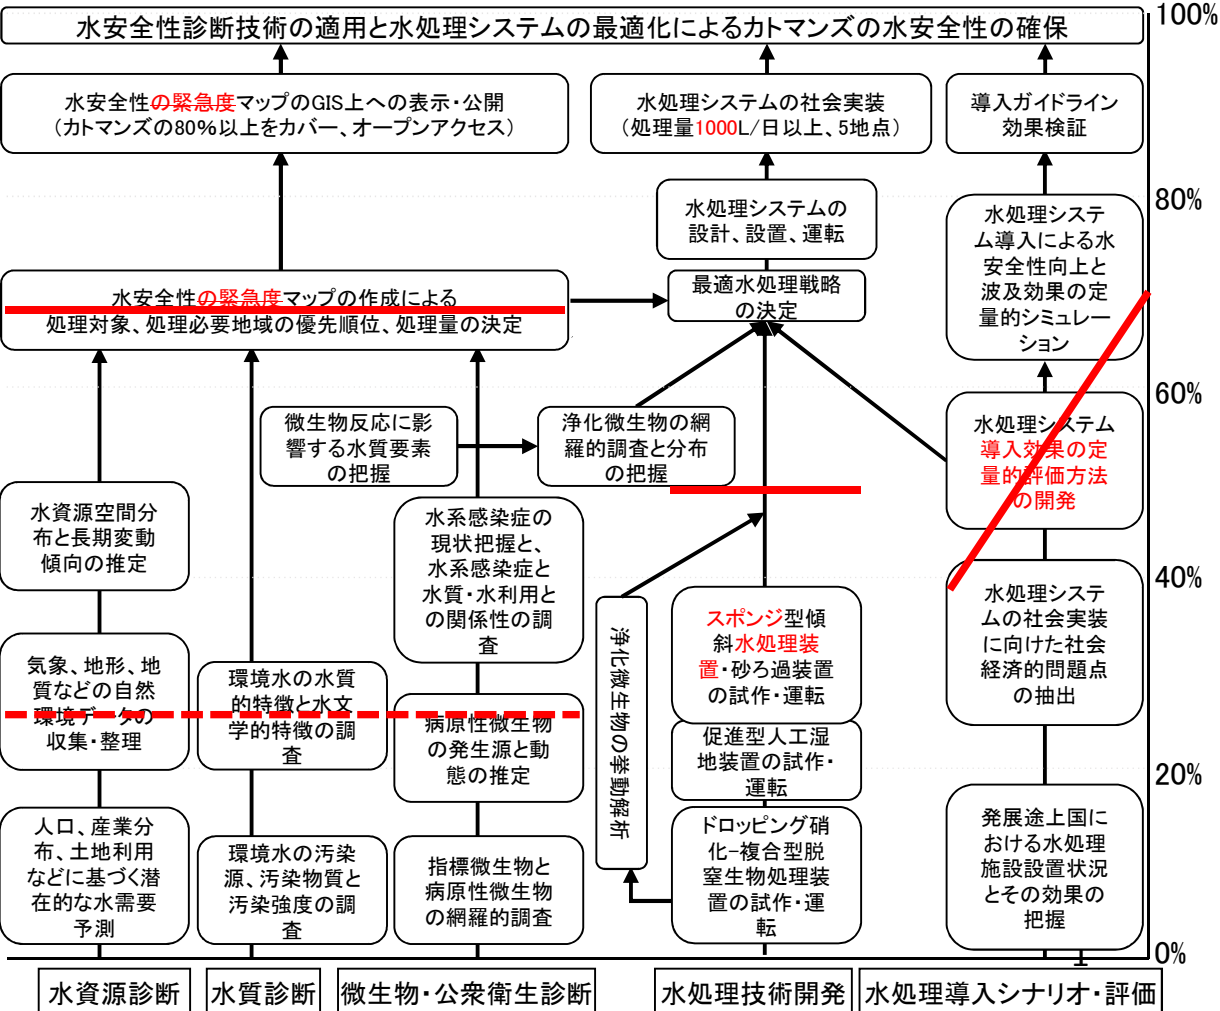 水安全性診断技術の適用と水処理システムの最適化によるカトマンズの水安全性の確保
100%
水安全性の緊急度マップのGIS上への表示・公開
(カトマンズの80%以上をカバー、オープンアクセス)
水処理システムの社会実装
(処理量1000L/日以上、5地点)
導入ガイドライン
効果検証
80%
水処理システムの
設計、設置、運転
水処理システ
ム導入による水
安全性向上と
波及効果の定
量的シミュレー
ション
水安全性の緊急度マップの作成による
処理対象、処理必要地域の優先順位、処理量の決定
最適水処理戦略
の決定
60%
微生物反応に影
響する水質要素
の把握
浄化微生物の網
羅的調査と分布
の把握
水処理システム
導入効果の定
量的評価方法
の開発
水資源空間分
布と長期変動
傾向の推定
水系感染症の
現状把握と、
水系感染症と
水質・水利用と
の関係性の調
査
40%
浄化微生物の挙動解析
スポンジ型傾
斜水処理装
置・砂ろ過装置
の試作・運転
水処理システ
ムの社会実装
に向けた社会
経済的問題点
の抽出
気象、地形、地
質などの自然
環境データの
収集・整理
環境水の水質
的特徴と水文
学的特徴の調
査
病原性微生物
の発生源と動
態の推定
促進型人工湿
地装置の試作・
運転
20%
人口、産業分
布、土地利用
などに基づく潜
在的な水需要
予測
環境水の汚染
源、汚染物質と
汚染強度の調
査
指標微生物と
病原性微生物
の網羅的調査
ドロッピング硝
化-複合型脱
窒生物処理装
置の試作・運
転
発展途上国に
おける水処理
施設設置状況
とその効果の
把握
0%
水資源診断
水質診断
微生物・公衆衛生診断
水処理技術開発
水処理導入シナリオ・評価